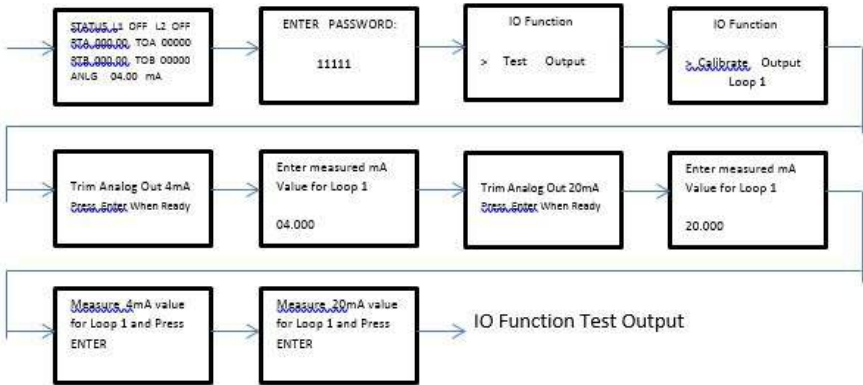 STATUS L1 OFF L2 OFF
RTA 000.00 TOA 00000
RTB 000.00 TOB 00000
ANLG 04.00 mA
ENTER PASSWORD:
11111
IO Function
> Test Output
IO Function
> Calibrate Output
Loop 1
Trim Analog Out 4mA
Press Enter When Ready
Enter measured mA
Value for Loop 1
04.000
Trim Analog Out 20mA
Press Enter When Ready
Enter measured mA
Value for Loop 1
20.000
Measure 4mA value
for Loop 1 and Press
ENTER
Measure 20mA value
for Loop 1 and Press
ENTER
IO Function Test Output